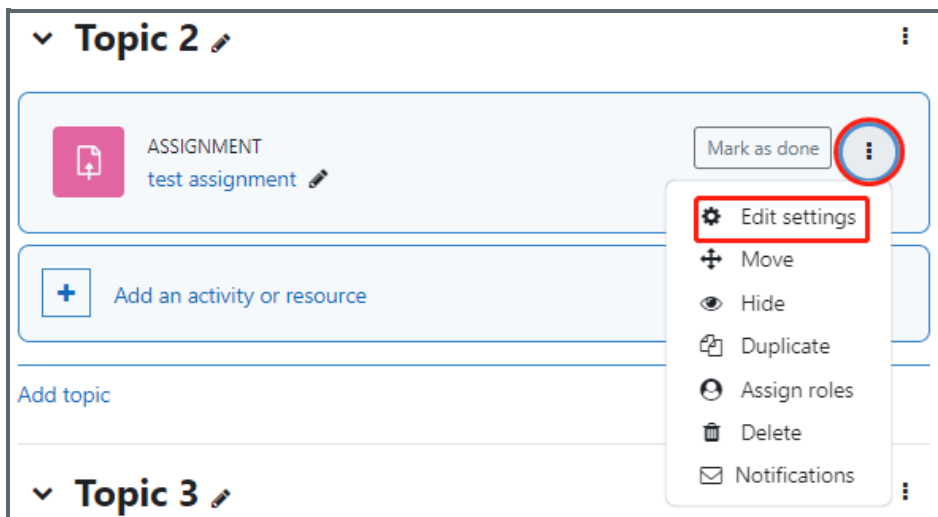 Topic 2
ASSIGNMENT
Mark as done
test assignment
Edit settings
Move
Add an activity or resource
Hide
Duplicate
Add topic
Assign roles
Delete
Notifications
Topic 3